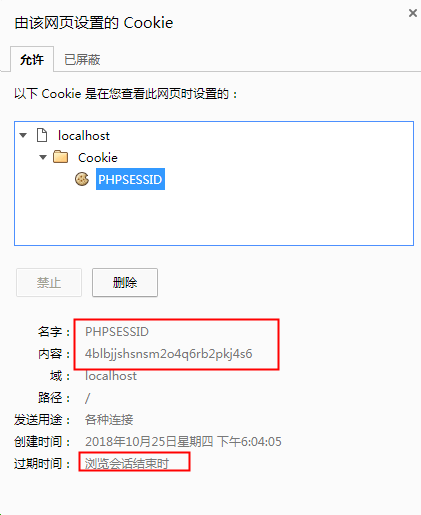 由该网页设置的 Cookie
允许 已屏蔽
以下 Cookie 是在您查看此网页时设置的：
localhost
Cookie
PHPSESSID
禁止 删除
名字： PHPSESSID
内容： 4blbjjshsnsm2o4q6rb2pkj4s6
域： localhost
路径： /
发送用途： 各种连接
创建时间： 2018年10月25日星期四 下午6:04:05
过期时间： 浏览会话结束时